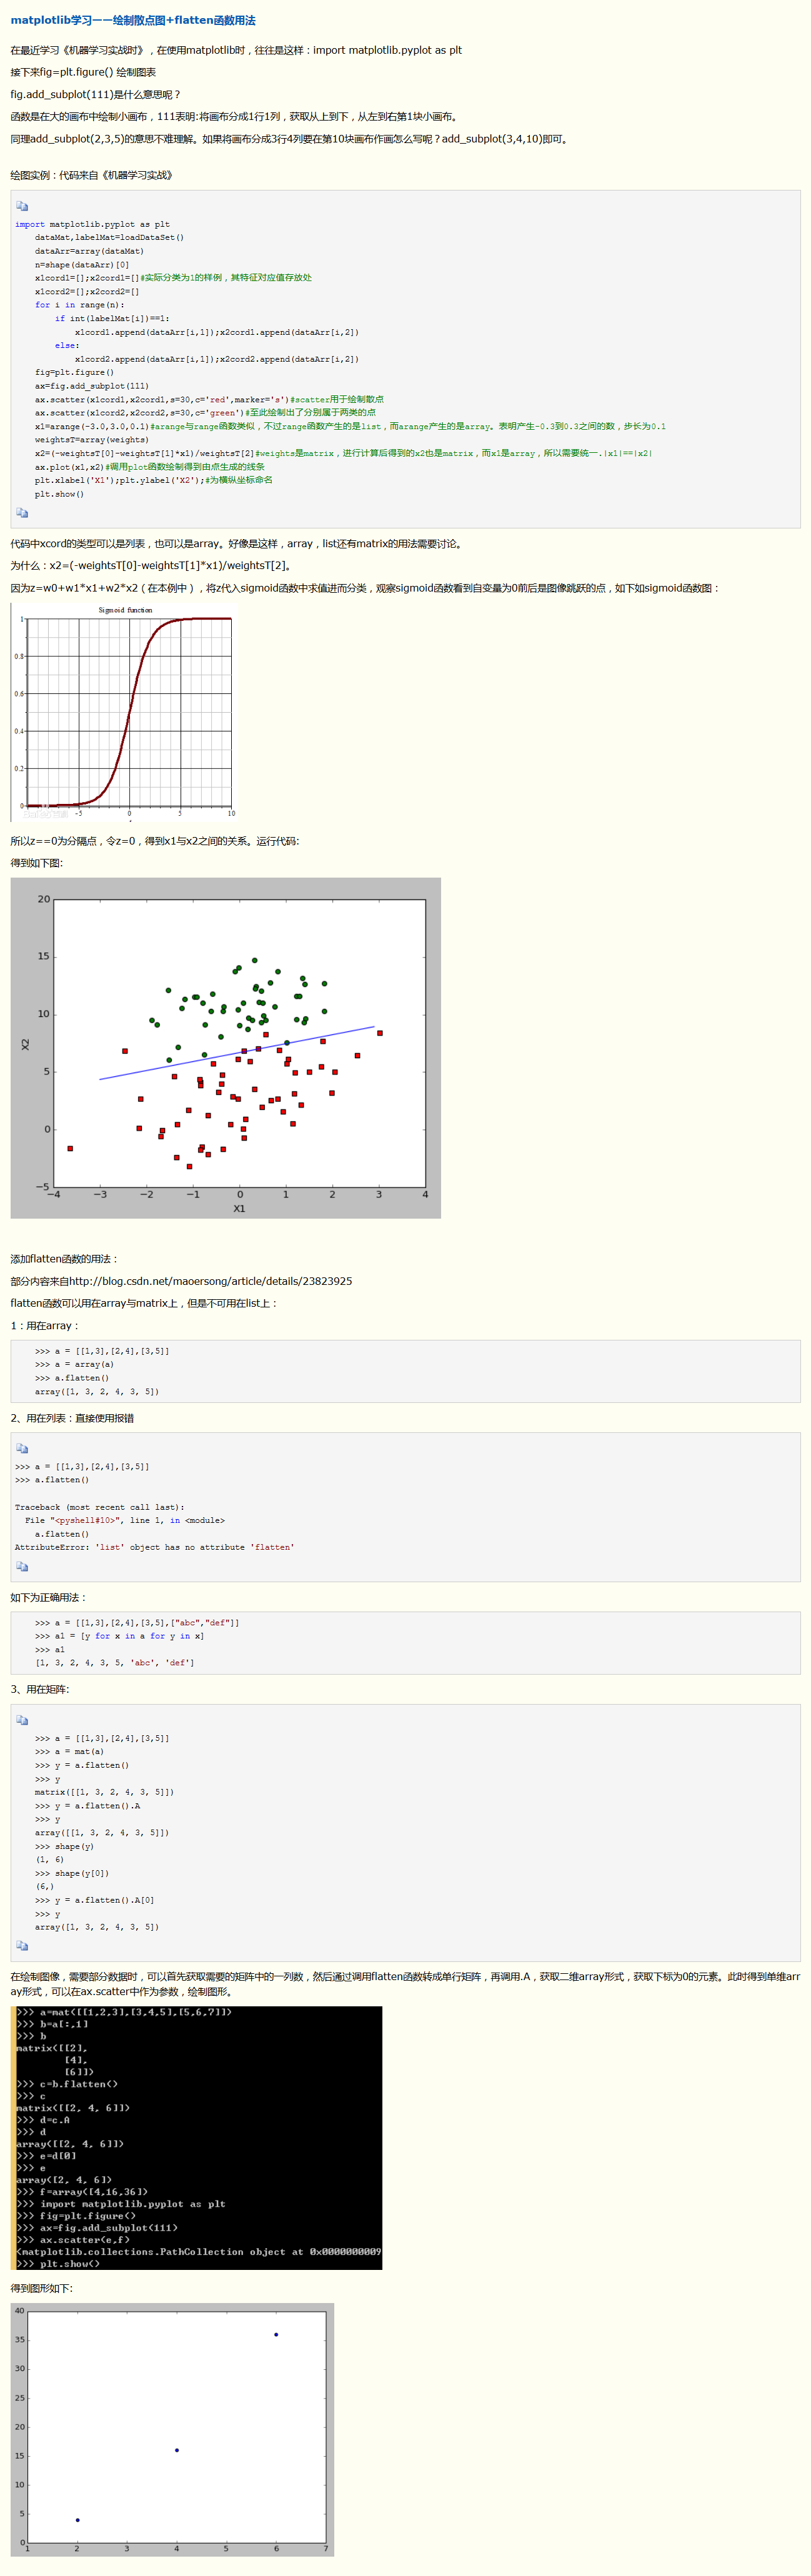 matplotlib学习——绘制散点图+flatten函数用法
在最近学习《机器学习实战时》，在使用matplotlib时，往往是这样：import matplotlib.pyplot as plt
接下来fig=plt.figure() 绘制图表
fig.add_subplot(111)是什么意思呢？
函数是在大的画布中绘制小画布，111表明:将画布分成1行1列，获取从上到下，从左到右第1块小画布。
同理add_subplot(2,3,5)的意思不难理解。如果将画布分成3行4列要在第10块画布作画怎么写呢？add_subplot(3,4,10)即可。
绘图实例：代码来自《机器学习实战》
import matplotlib.pyplot as plt
dataMat,labelMat=loadDataSet()
dataArr=array(dataMat)
n=shape(dataArr)[0]
x1cord1=[];x2cord1=[]#实际分类为1的样例，其特征对应值存放处
x1cord2=[];x2cord2=[]
for i in range(n):
if int(labelMat[i])==1:
x1cord1.append(dataArr[i,1]);x2cord1.append(dataArr[i,2])
else:
x1cord2.append(dataArr[i,1]);x2cord2.append(dataArr[i,2])
fig=plt.figure()
ax=fig.add_subplot(111)
ax.scatter(x1cord1,x2cord1,s=30,c='red',marker='s')#scatter用于绘制散点
ax.scatter(x1cord2,x2cord2,s=30,c='green')#至此绘制出了分别属于两类的点
x1=arange(-3.0,3.0,0.1)#arange与range函数类似，不过range函数产生的是list，而arange产生的是array。表明产生-0.3到0.3之间的数，步长为0.1
weightsT=array(weights)
x2=(-weightsT[0]-weightsT[1]*x1)/weightsT[2]#weights是matrix，进行计算后得到的x2也是matrix，而x1是array，所以需要统一.|x1|==|x2|
ax.plot(x1,x2)#调用plot函数绘制得到由点生成的线条
plt.xlabel('X1');plt.ylabel('X2');#为横纵坐标命名
plt.show()
代码中xcord的类型可以是列表，也可以是array。好像是这样，array，list还有matrix的用法需要讨论。
为什么：x2=(-weightsT[0]-weightsT[1]*x1)/weightsT[2]。
因为z=w0+w1*x1+w2*x2（在本例中），将z代入sigmoid函数中求值进而分类，观察sigmoid函数看到自变量为0前后是图像跳跃的点，如下如sigmoid函数图：
Sigmoid function
1
0.8
0.6
0.4
0.2
0
-5 0 5 10
所以z==0为分隔点，令z=0，得到x1与x2之间的关系。运行代码:
得到如下图:
20
15
10
X2
5
0
−5
−4 −3 −2 −1 0 1 2 3 4
X1
添加flatten函数的用法：
部分内容来自http://blog.csdn.net/maoersong/article/details/23823925
flatten函数可以用在array与matrix上，但是不可用在list上：
1：用在array：
>>> a = [[1,3],[2,4],[3,5]]
>>> a = array(a)
>>> a.flatten()
array([1, 3, 2, 4, 3, 5])
2、用在列表：直接使用报错
>>> a = [[1,3],[2,4],[3,5]]
>>> a.flatten()
Traceback (most recent call last):
File "<pyshell#10>", line 1, in <module>
a.flatten()
AttributeError: 'list' object has no attribute 'flatten'
如下为正确用法：
>>> a = [[1,3],[2,4],[3,5],["abc","def"]]
>>> a1 = [y for x in a for y in x]
>>> a1
[1, 3, 2, 4, 3, 5, 'abc', 'def']
3、用在矩阵:
>>> a = [[1,3],[2,4],[3,5]]
>>> a = mat(a)
>>> y = a.flatten()
>>> y
matrix([[1, 3, 2, 4, 3, 5]])
>>> y = a.flatten().A
>>> y
array([[1, 3, 2, 4, 3, 5]])
>>> shape(y)
(1, 6)
>>> shape(y[0])
(6,)
>>> y = a.flatten().A[0]
>>> y
array([1, 3, 2, 4, 3, 5])
在绘制图像，需要部分数据时，可以首先获取需要的矩阵中的一列数，然后通过调用flatten函数转成单行矩阵，再调用.A，获取二维array形式，获取下标为0的元素。此时得到单维arr
ay形式，可以在ax.scatter中作为参数，绘制图形。
>>> a=mat([[1,2,3],[3,4,5],[5,6,7]])
>>> b=a[:,1]
>>> b
matrix([[2],
[4],
[6]])
>>> c=b.flatten()
>>> c
matrix([[2, 4, 6]])
>>> d=c.A
>>> d
array([[2, 4, 6]])
>>> e=d[0]
>>> e
array([2, 4, 6])
>>> f=array([4,16,36])
>>> import matplotlib.pyplot as plt
>>> fig=plt.figure()
>>> ax=fig.add_subplot(111)
>>> ax.scatter(e,f)
<matplotlib.collections.PathCollection object at 0x0000000009
>>> plt.show()
得到图形如下:
40
35
30
25
20
15
10
5
0
1 2 3 4 5 6 7